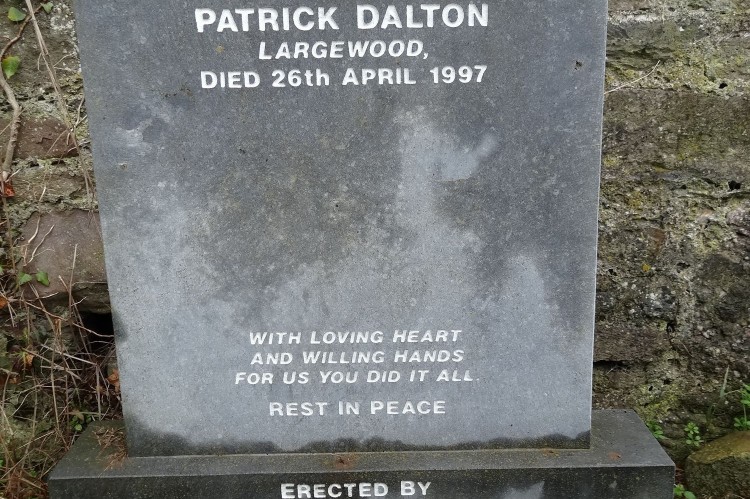 PATRICK DALTON
LARGEWOOD,
DIED 26th APRIL 1997
WITH LOVING HEART
AND WILLING HANDS
FOR US YOU DID IT ALL.
REST IN PEACE
ERECTED BY